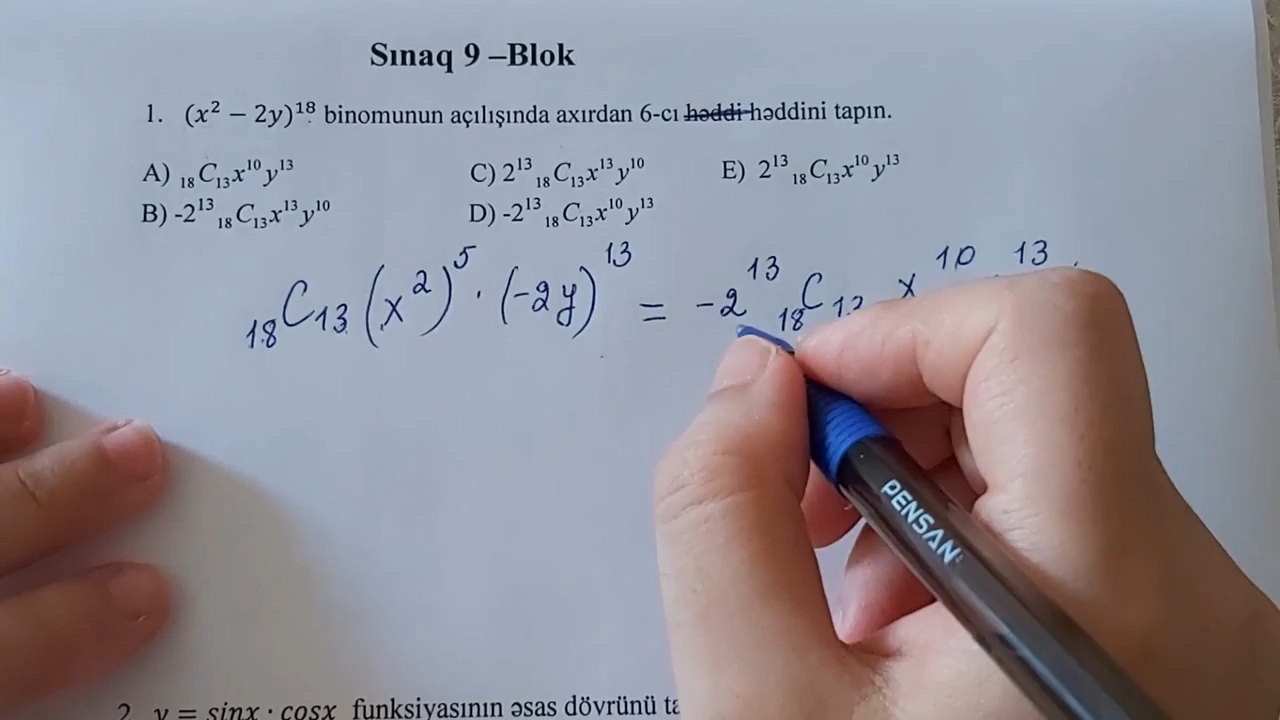 Sınaq 9 –Blok
1. (x² − 2y)¹⁸ binomunun açılışında axırdan 6-cı həddi həddini tapın.
A) ₁₈C₁₃x¹⁰y¹³ C) 2¹³ ₁₈C₁₃x¹³y¹⁰ E) 2¹³ ₁₈C₁₃x¹⁰y¹³
B) -2¹³ ₁₈C₁₃x¹³y¹⁰ D) -2¹³ ₁₈C₁₃x¹⁰y¹³
₁₈C₁₃(x²)⁵ · (-2y)¹³ = -2¹³ ₁₈C₁₃ x¹⁰ ¹³
PENSAN
2. y = sinx · cosx funksiyasının əsas dövrünü